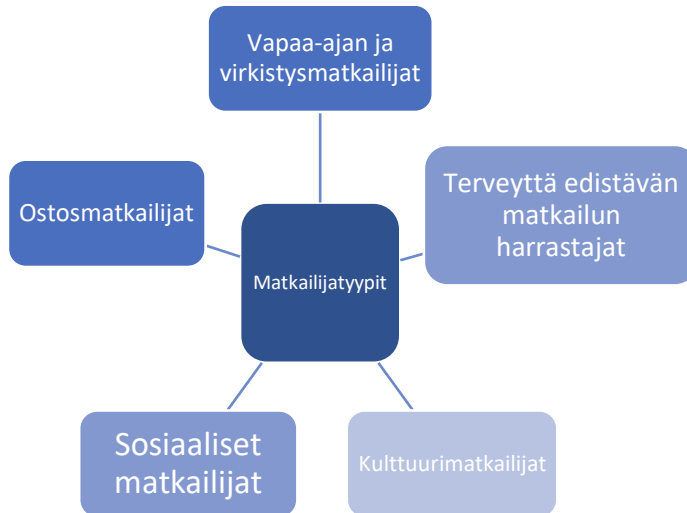 Vapaa-ajan ja
virkistysmatkailijat
Terveyttä edistävän
matkailun
harrastajat
Ostosmatkailijat
Matkailijatyypit
Sosiaaliset
matkailijat
Kulttuurimatkailijat